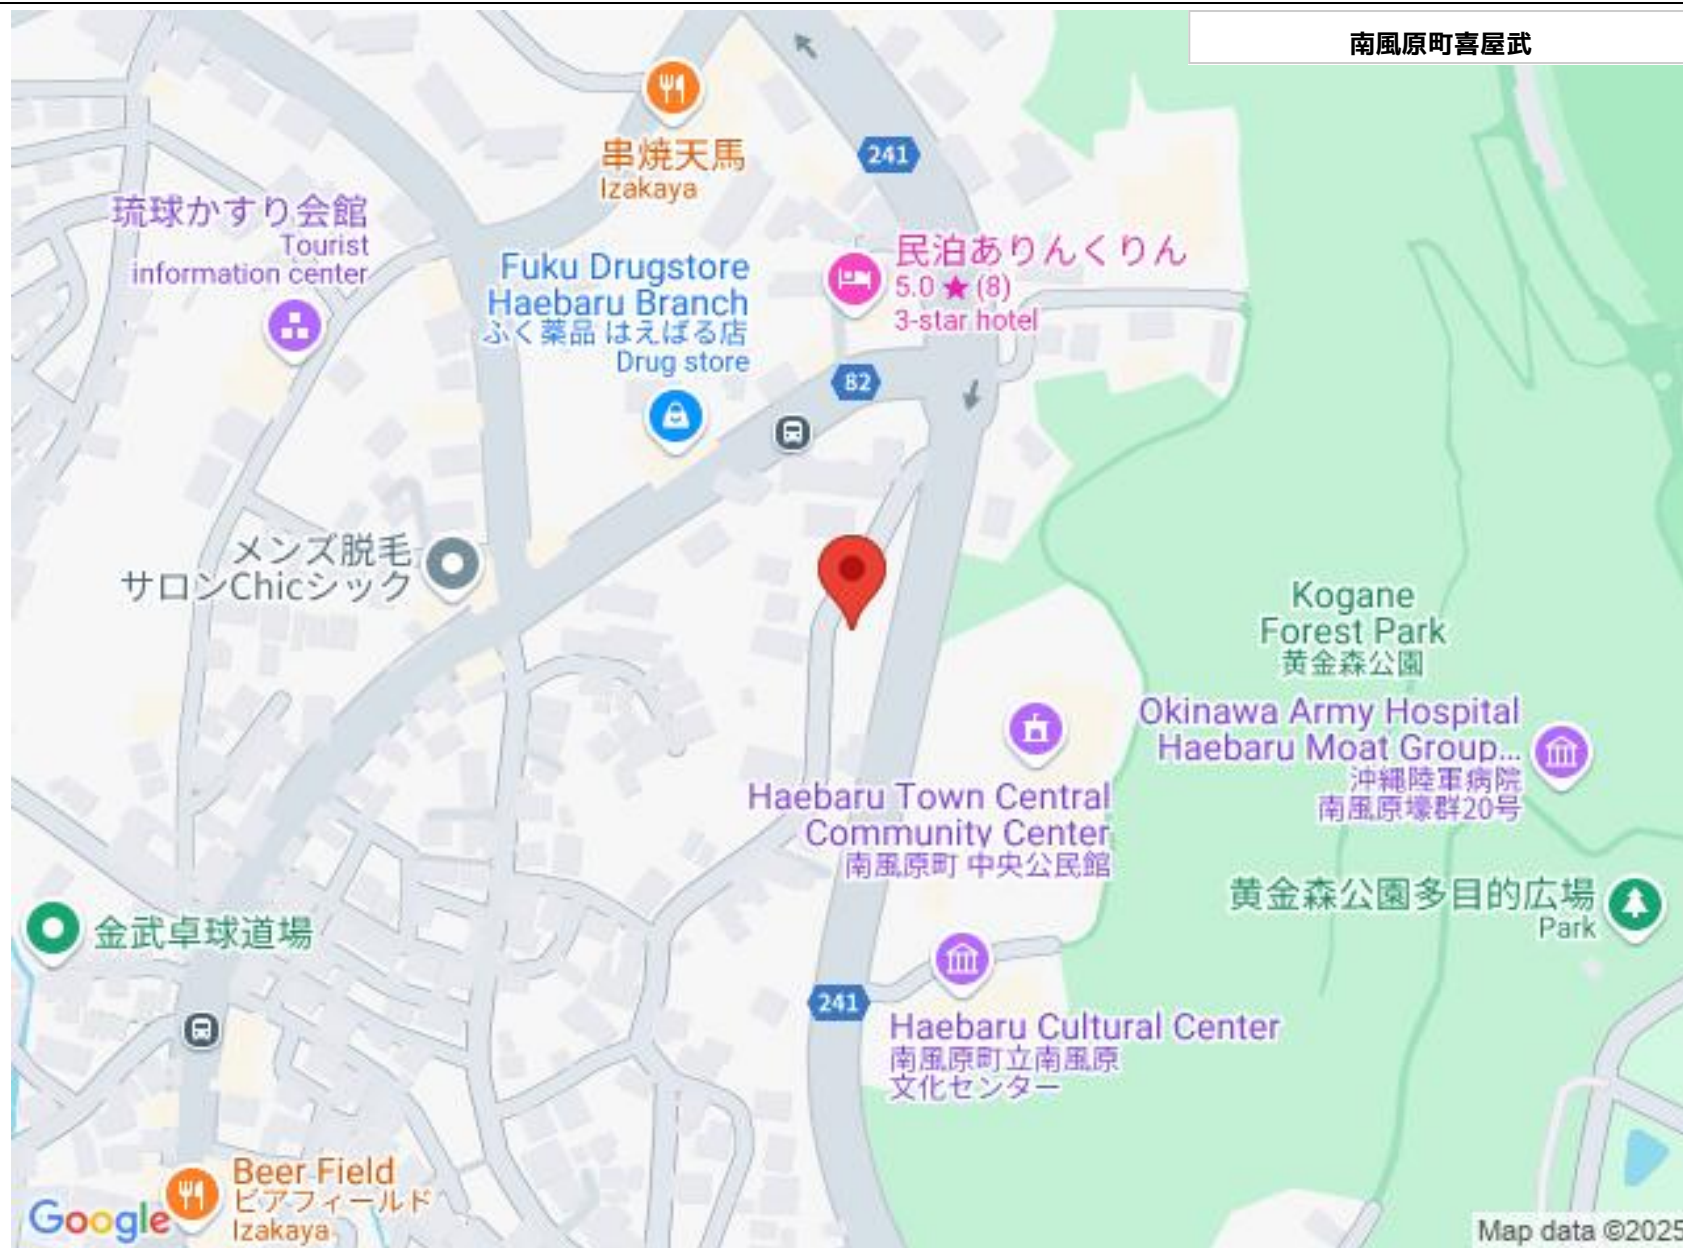 南風原町喜屋武
串焼天馬
Izakaya
241
琉球かすり会館
Tourist
information center
民泊ありんくりん
5.0 ★ (8)
3-star hotel
Fuku Drugstore
Haebaru Branch
ふく薬品 はえばる店
Drug store
82
メンズ脱毛
サロンChicシック
Kogane
Forest Park
黄金森公園
Okinawa Army Hospital
Haebaru Moat Group...
沖縄陸軍病院
南風原壕群20号
Haebaru Town Central
Community Center
南風原町 中央公民館
黄金森公園多目的広場
Park
金武卓球道場
241
Haebaru Cultural Center
南風原町立南風原
文化センター
Beer Field
ビアフィールド
Izakaya
Google
Map data ©2025